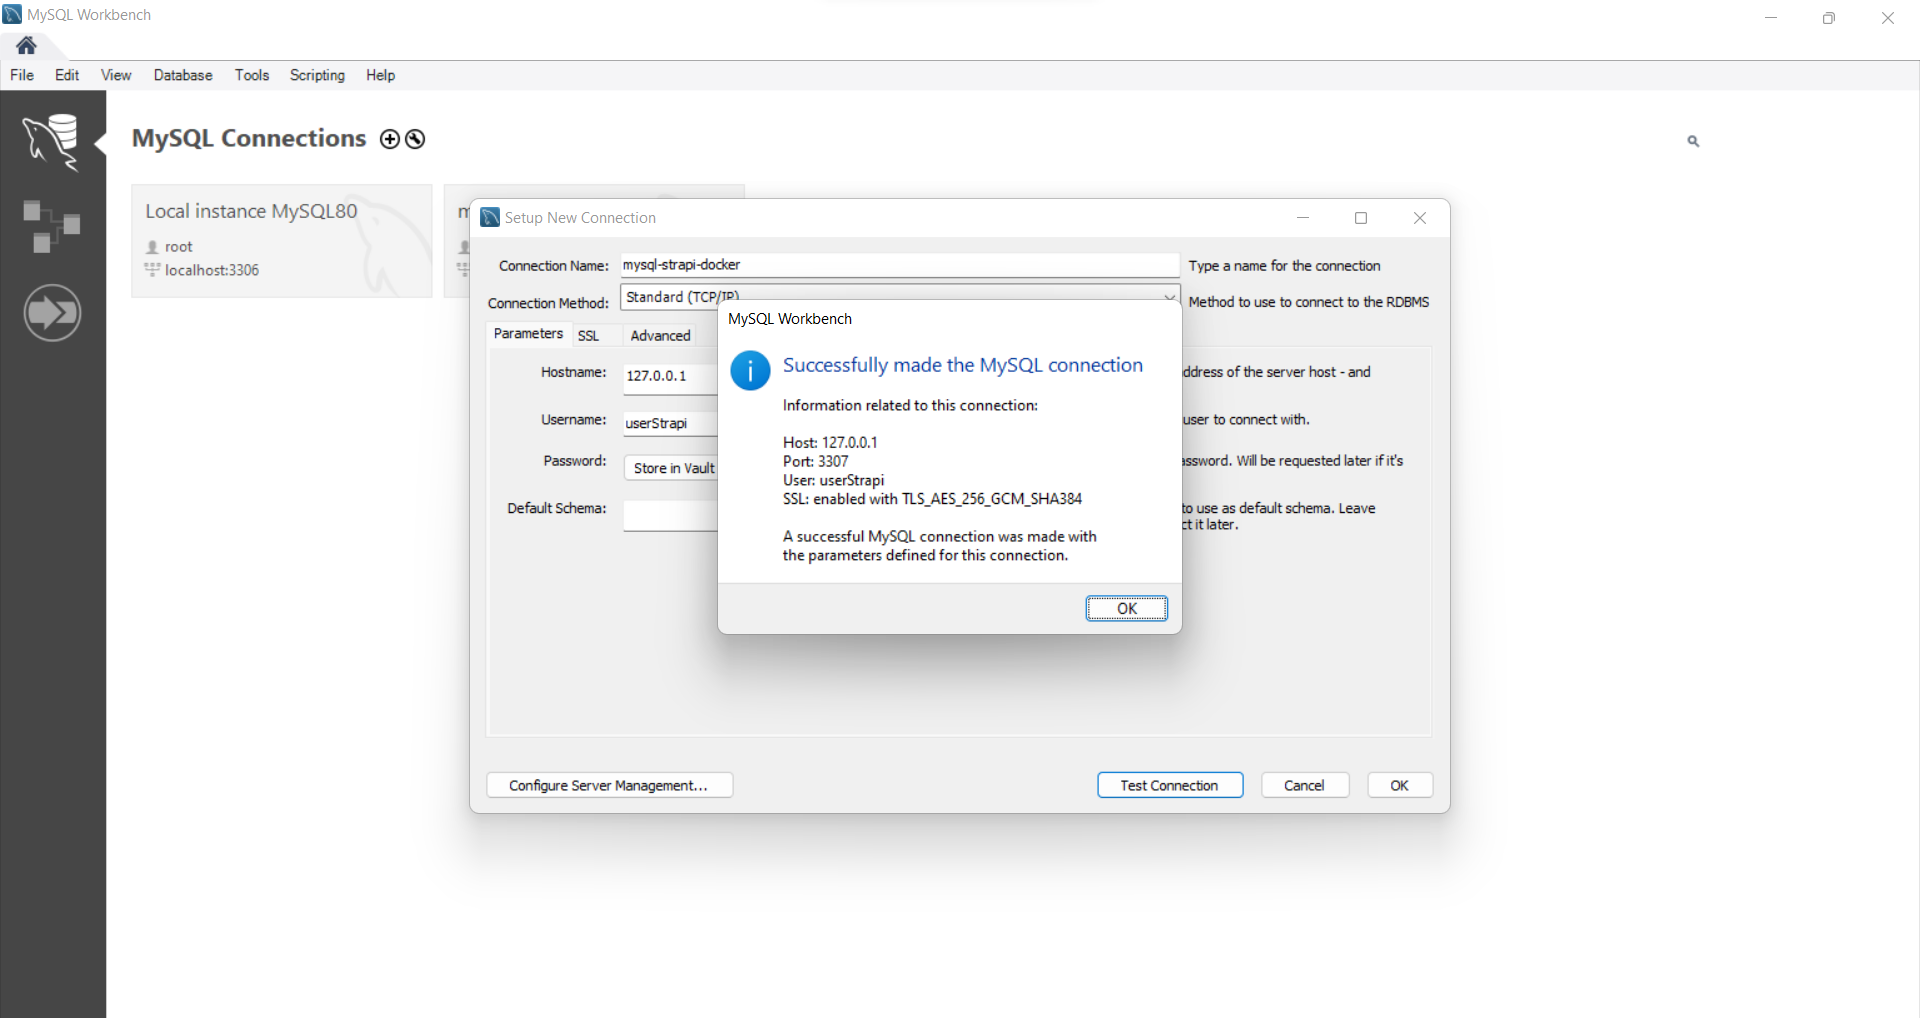 MySQL Workbench
File Edit View Database Tools Scripting Help
MySQL Connections
Local instance MySQL80
root
localhost:3306
Setup New Connection
Connection Name: mysql-strapi-docker Type a name for the connection
Connection Method: Standard (TCP/IP) Method to use to connect to the RDBMS
Parameters SSL Advanced
Hostname: 127.0.0.1 address of the server host - and
Username: userStrapi user to connect with.
Password: Store in Vault password. Will be requested later if it's
Default Schema: to use as default schema. Leave
it later.
MySQL Workbench
Successfully made the MySQL connection
Information related to this connection:
Host: 127.0.0.1
Port: 3307
User: userStrapi
SSL: enabled with TLS_AES_256_GCM_SHA384
A successful MySQL connection was made with
the parameters defined for this connection.
OK
Configure Server Management... Test Connection Cancel OK